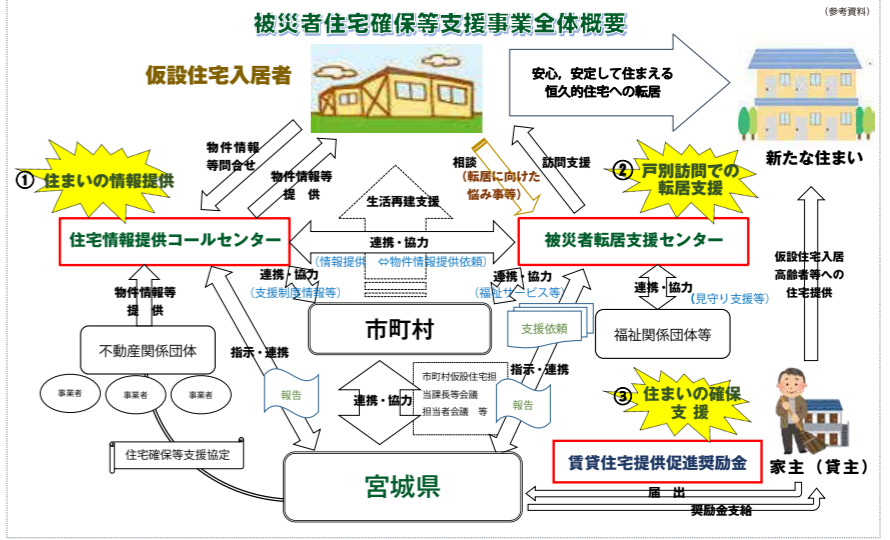 （参考資料）
被災者住宅確保等支援事業全体概要
仮設住宅入居者
安心，安定して住まえる
恒久的住宅への転居
新たな住まい
物件情報
等問合せ
物件情報等
提　供
① 住まいの情報提供
生活再建支援
相談
（転居に向けた
悩み事等）
訪問支援
② 戸別訪問での
転居支援
住宅情報提供コールセンター
連携・協力
（情報提供　⇔物件情報提供依頼）
被災者転居支援センター
仮設住宅入居
高齢者等への
住宅提供
連携・協力
（支援制度情報等）
連携・協力
（福祉サービス等）
連携・協力
（見守り支援等）
物件情報等
提　供
市町村
支援依頼
福祉関係団体等
不動産関係団体
事業者
事業者
事業者
指示・連携
報告
連携・協力
市町村仮設住宅担
当課長等会議
担当者会議　等
指示・連携
報告
③ 住まいの確保
支 援
住宅確保等支援協定
宮城県
賃貸住宅提供促進奨励金
家主（貸主）
届　出
奨励金支給